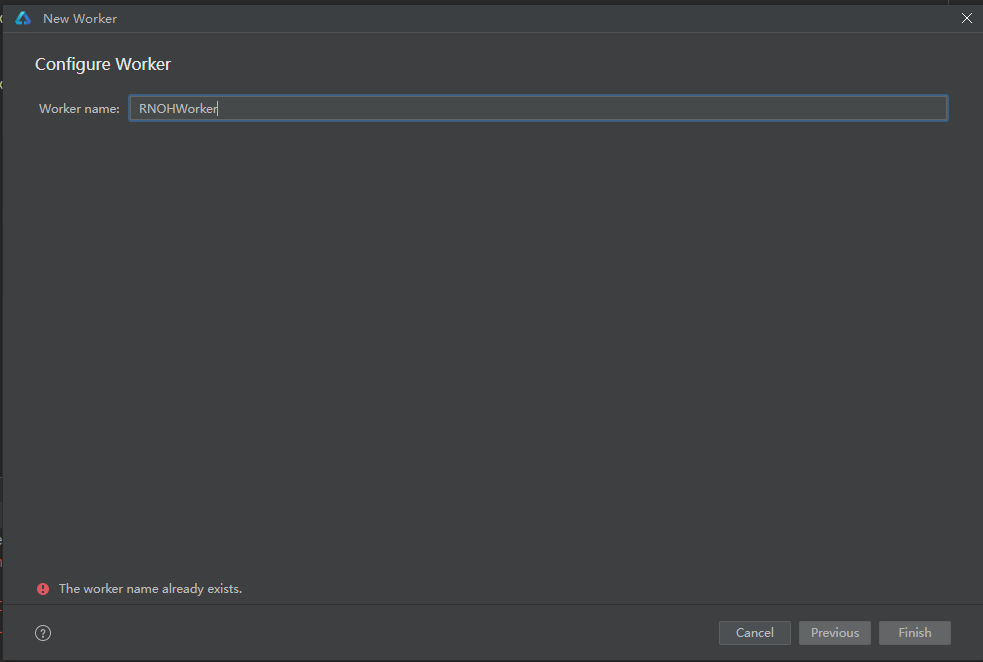 New Worker
Configure Worker
Worker name: RNOHWorker
The worker name already exists.
Cancel Previous Finish